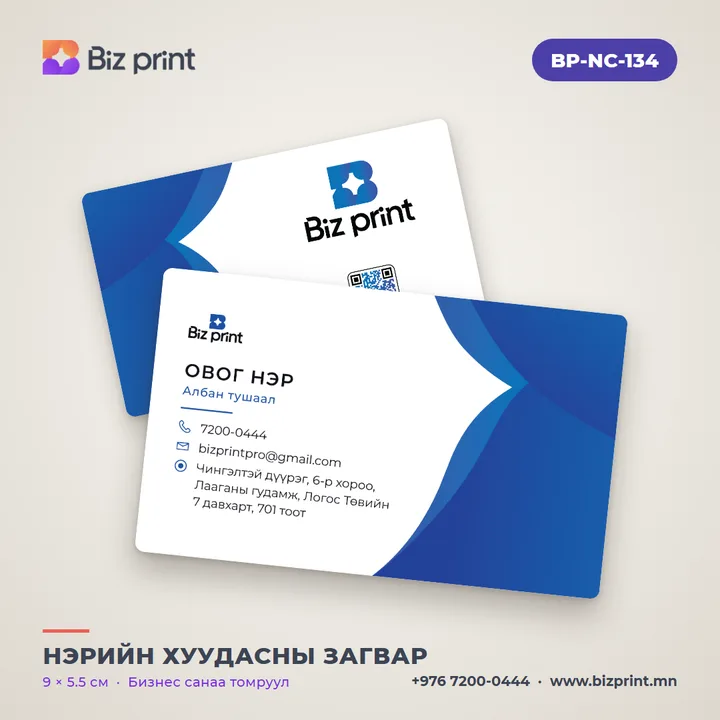 Biz print
BP-NC-134
Biz print
Biz print
ОВОГ НЭР
Албан тушаал
7200-0444
bizprintpro@gmail.com
Чингэлтэй дүүрэг, 6-р хороо,
Лааганы гудамж, Логос Төвийн
7 давхарт, 701 тоот
НЭРИЙН ХУУДАСНЫ ЗАГВАР
9 × 5.5 см · Бизнес санаа томруул
+976 7200-0444 · www.bizprint.mn